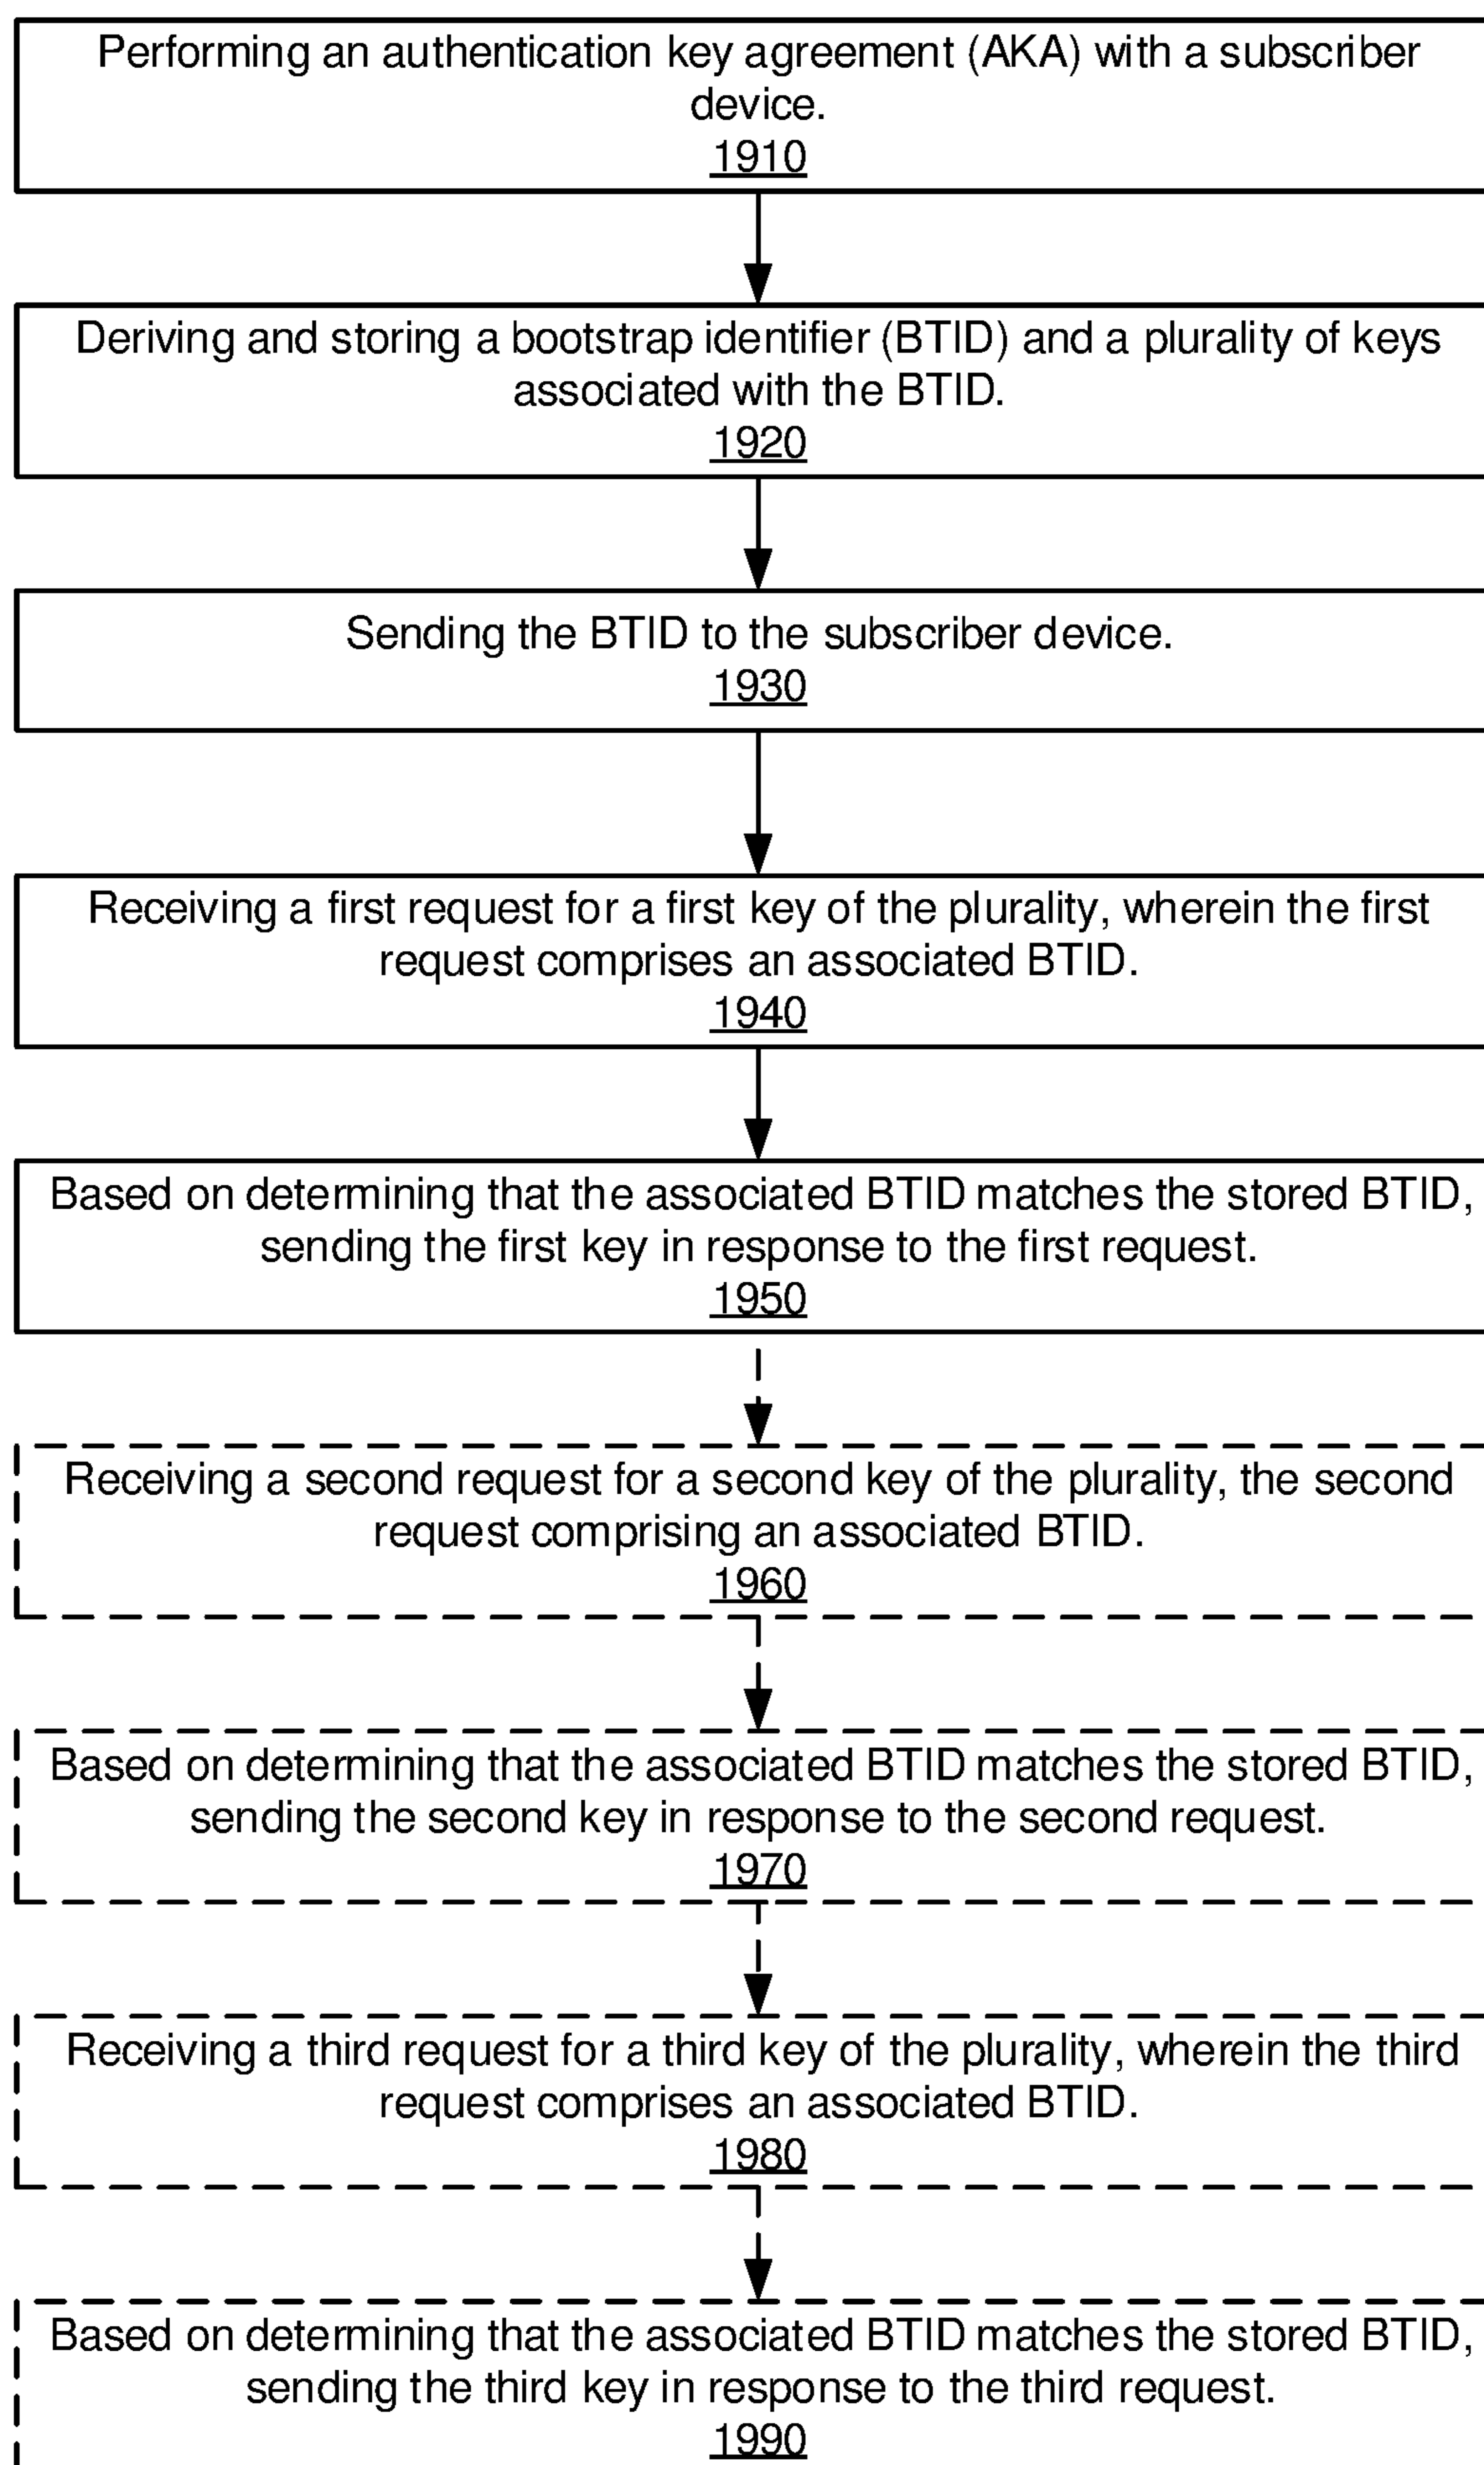 Performing an authentication key agreement (AKA) with a subscriber
device.
1910
Deriving and storing a bootstrap identifier (BTID) and a plurality of keys
associated with the BTID.
1920
Sending the BTID to the subscriber device.
1930
Receiving a first request for a first key of the plurality, wherein the first
request comprises an associated BTID.
1940
Based on determining that the associated BTID matches the stored BTID,
sending the first key in response to the first request.
1950
Receiving a second request for a second key of the plurality, the second
request comprising an associated BTID.
1960
Based on determining that the associated BTID matches the stored BTID,
sending the second key in response to the second request.
1970
Receiving a third request for a third key of the plurality, wherein the third
request comprises an associated BTID.
1980
Based on determining that the associated BTID matches the stored BTID,
sending the third key in response to the third request.
1990